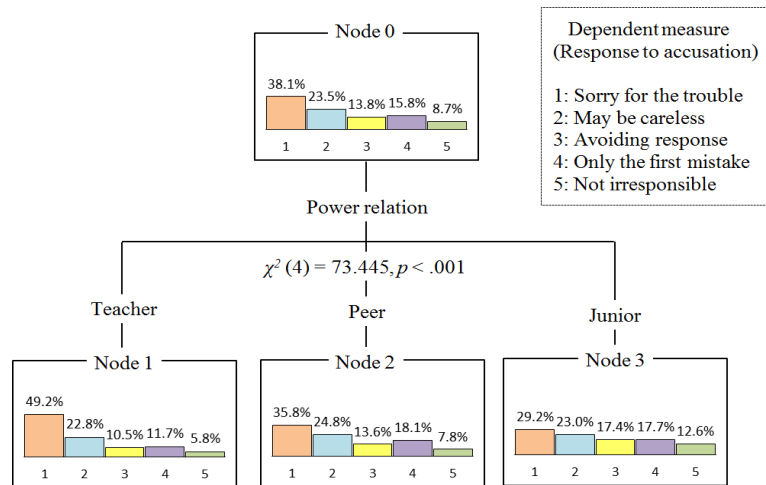 Node 0
38.1% 23.5% 13.8% 15.8% 8.7%
1 2 3 4 5
Dependent measure
(Response to accusation)
1: Sorry for the trouble
2: May be careless
3: Avoiding response
4: Only the first mistake
5: Not irresponsible
Power relation
χ² (4) = 73.445, p < .001
Teacher
Peer
Junior
Node 1
49.2% 22.8% 10.5% 11.7% 5.8%
1 2 3 4 5
Node 2
35.8% 24.8% 13.6% 18.1% 7.8%
1 2 3 4 5
Node 3
29.2% 23.0% 17.4% 17.7% 12.6%
1 2 3 4 5